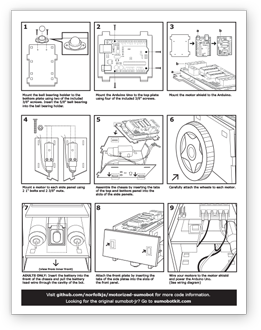 1
2
3
Mount the ball bearing holder to the
bottom plate using two of the included
3/8" screws. Insert the 3/8" ball bearing
into the ball bearing holder.
Mount the Arduino Uno to the top plate
using four of the included 3/8" screws.
Mount the motor shield to the Arduino.
4
5
6
Mount a motor to each side panel using
1 1" bolts and 2 3/8" nuts.
Assemble the chassis by inserting the tabs
of the top and bottom panels into the
slots of the side panels.
Carefully attach the wheels to each motor.
7
8
9
ADULTS ONLY: Insert the buttons into the
front of the chassis and pull the battery
lead wire through the cavity of the bot.
Attach the front plate by inserting the
tabs of the side plates into the slots of the
front panel.
Wire your motors to the motor shield
and power the Arduino Uno.
(See wiring diagram)
Visit github.com/norfolkjs/motorized-sumobot for more code information.
Looking for the original sumobot jr? Go to sumobotkit.com